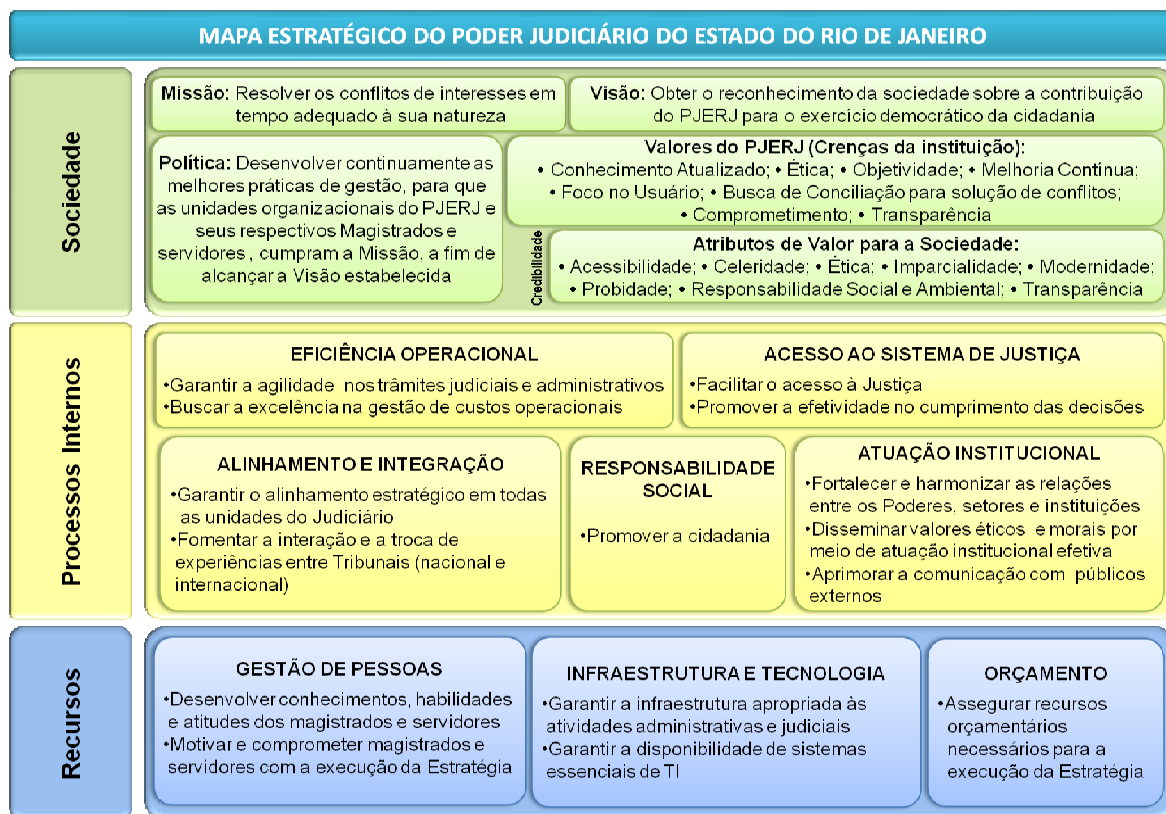 MAPA ESTRATÉGICO DO PODER JUDICIÁRIO DO ESTADO DO RIO DE JANEIRO
Sociedade
Missão: Resolver os conflitos de interesses em
tempo adequado à sua natureza
Visão: Obter o reconhecimento da sociedade sobre a contribuição
do PJERJ para o exercício democrático da cidadania
Política: Desenvolver continuamente as
melhores práticas de gestão, para que
as unidades organizacionais do PJERJ e
seus respectivos Magistrados e
servidores , cumpram a Missão, a fim de
alcançar a Visão estabelecida
Valores do PJERJ (Crenças da instituição):
• Conhecimento Atualizado; • Ética; • Objetividade; • Melhoria Contínua;
• Foco no Usuário; • Busca de Conciliação para solução de conflitos;
• Comprometimento; • Transparência
Credibilidade
Atributos de Valor para a Sociedade:
• Acessibilidade; • Celeridade; • Ética; • Imparcialidade; • Modernidade;
• Probidade; • Responsabilidade Social e Ambiental; • Transparência
Processos Internos
EFICIÊNCIA OPERACIONAL
•Garantir a agilidade nos trâmites judiciais e administrativos
•Buscar a excelência na gestão de custos operacionais
ACESSO AO SISTEMA DE JUSTIÇA
•Facilitar o acesso à Justiça
•Promover a efetividade no cumprimento das decisões
ALINHAMENTO E INTEGRAÇÃO
•Garantir o alinhamento estratégico em todas
as unidades do Judiciário
•Fomentar a interação e a troca de
experiências entre Tribunais (nacional e
internacional)
RESPONSABILIDADE
SOCIAL
•Promover a cidadania
ATUAÇÃO INSTITUCIONAL
•Fortalecer e harmonizar as relações
entre os Poderes, setores e instituições
•Disseminar valores éticos e morais por
meio de atuação institucional efetiva
•Aprimorar a comunicação com públicos
externos
Recursos
GESTÃO DE PESSOAS
•Desenvolver conhecimentos, habilidades
e atitudes dos magistrados e servidores
•Motivar e comprometer magistrados e
servidores com a execução da Estratégia
INFRAESTRUTURA E TECNOLOGIA
•Garantir a infraestrutura apropriada às
atividades administrativas e judiciais
•Garantir a disponibilidade de sistemas
essenciais de TI
ORÇAMENTO
•Assegurar recursos
orçamentários
necessários para a
execução da Estratégia